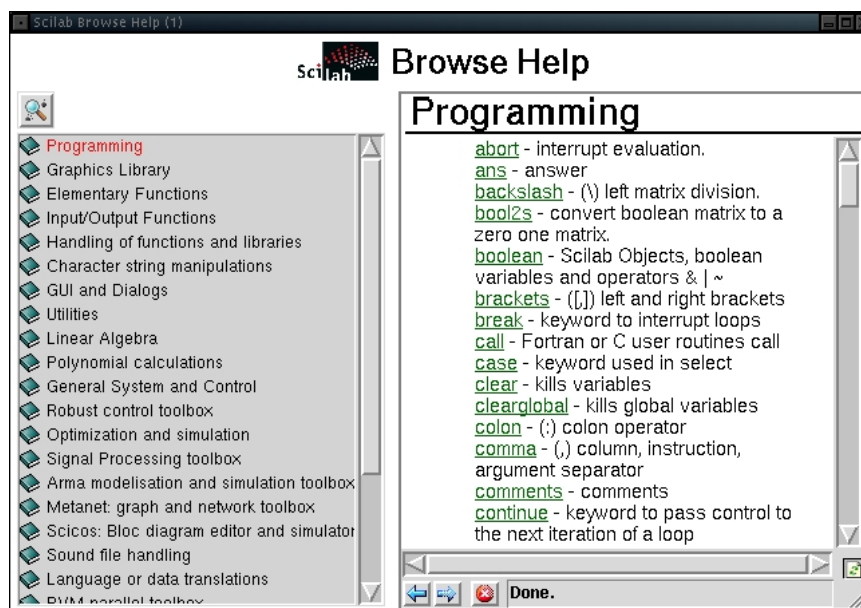 Scilab Browse Help (1)
Scilab Browse Help
Programming
Graphics Library
Elementary Functions
Input/Output Functions
Handling of functions and libraries
Character string manipulations
GUI and Dialogs
Utilities
Linear Algebra
Polynomial calculations
General System and Control
Robust control toolbox
Optimization and simulation
Signal Processing toolbox
Arma modelisation and simulation toolbox
Metanet: graph and network toolbox
Scicos: Bloc diagram editor and simulator
Sound file handling
Language or data translations
PVM parallel toolbox
Programming
abort - interrupt evaluation.
ans - answer
backslash - (\) left matrix division.
bool2s - convert boolean matrix to a
zero one matrix.
boolean - Scilab Objects, boolean
variables and operators & | ~
brackets - ([,]) left and right brackets
break - keyword to interrupt loops
call - Fortran or C user routines call
case - keyword used in select
clear - kills variables
clearglobal - kills global variables
colon - (:) colon operator
comma - (,) column, instruction,
argument separator
comments - comments
continue - keyword to pass control to
the next iteration of a loop
Done.